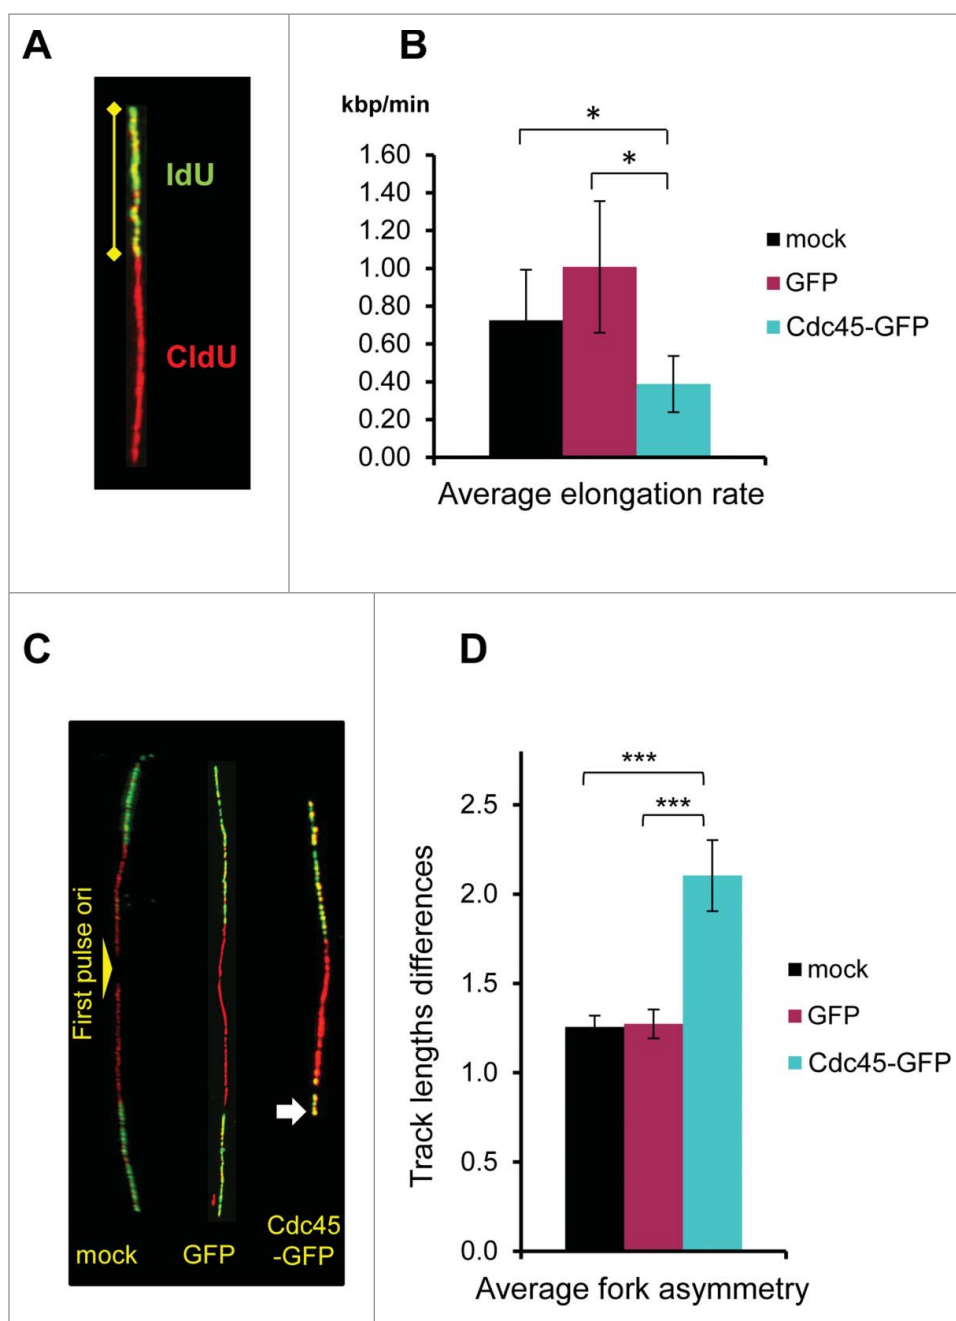 A
IdU
CldU
B
kbp/min
*
*
1.60
1.40
1.20
1.00
0.80
0.60
0.40
0.20
0.00
Average elongation rate
mock
GFP
Cdc45-GFP
C
First pulse ori
mock
GFP
Cdc45
-GFP
D
***
***
Track lengths differences
2.5
2.0
1.5
1.0
0.5
0.0
Average fork asymmetry
mock
GFP
Cdc45-GFP